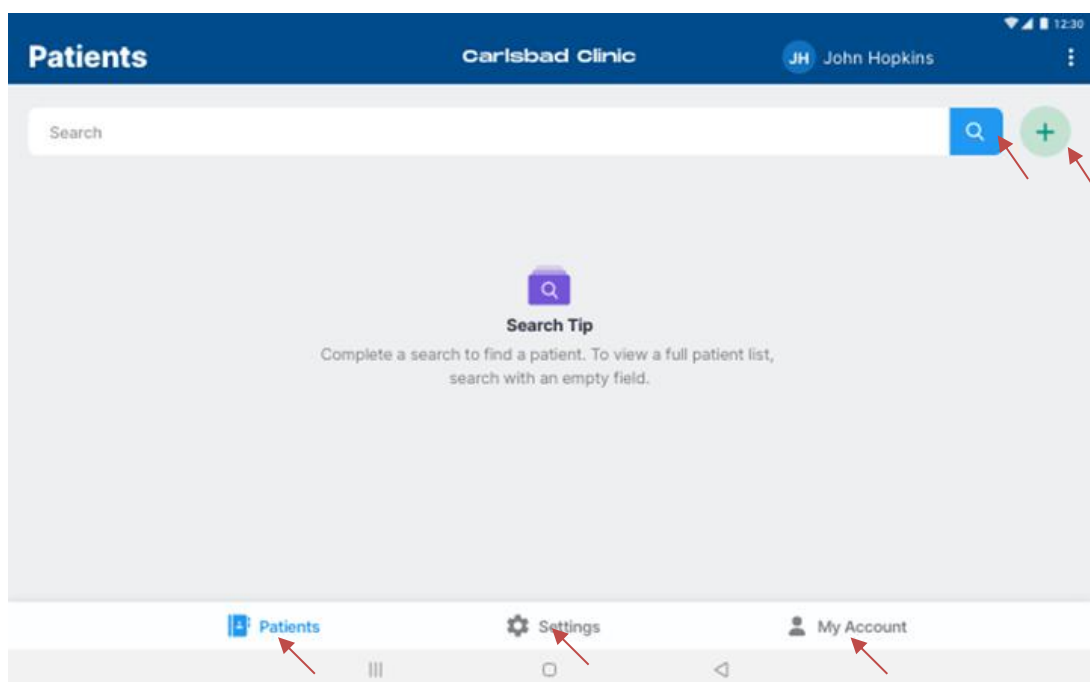 12:30
Patients
Carlsbad Clinic
JH John Hopkins
Search
Search Tip
Complete a search to find a patient. To view a full patient list,
search with an empty field.
Patients
Settings
My Account